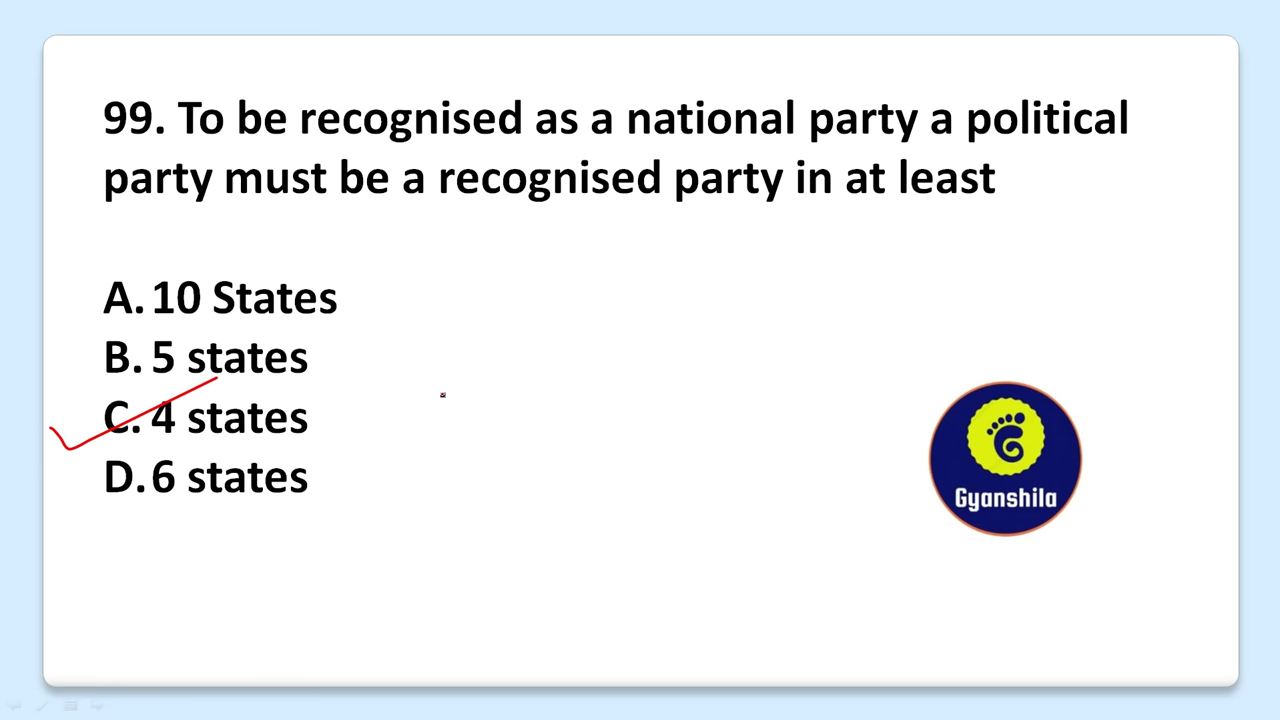 99. To be recognised as a national party a political
party must be a recognised party in at least
A. 10 States
B. 5 states
C. 4 states
D. 6 states
Gyanshila